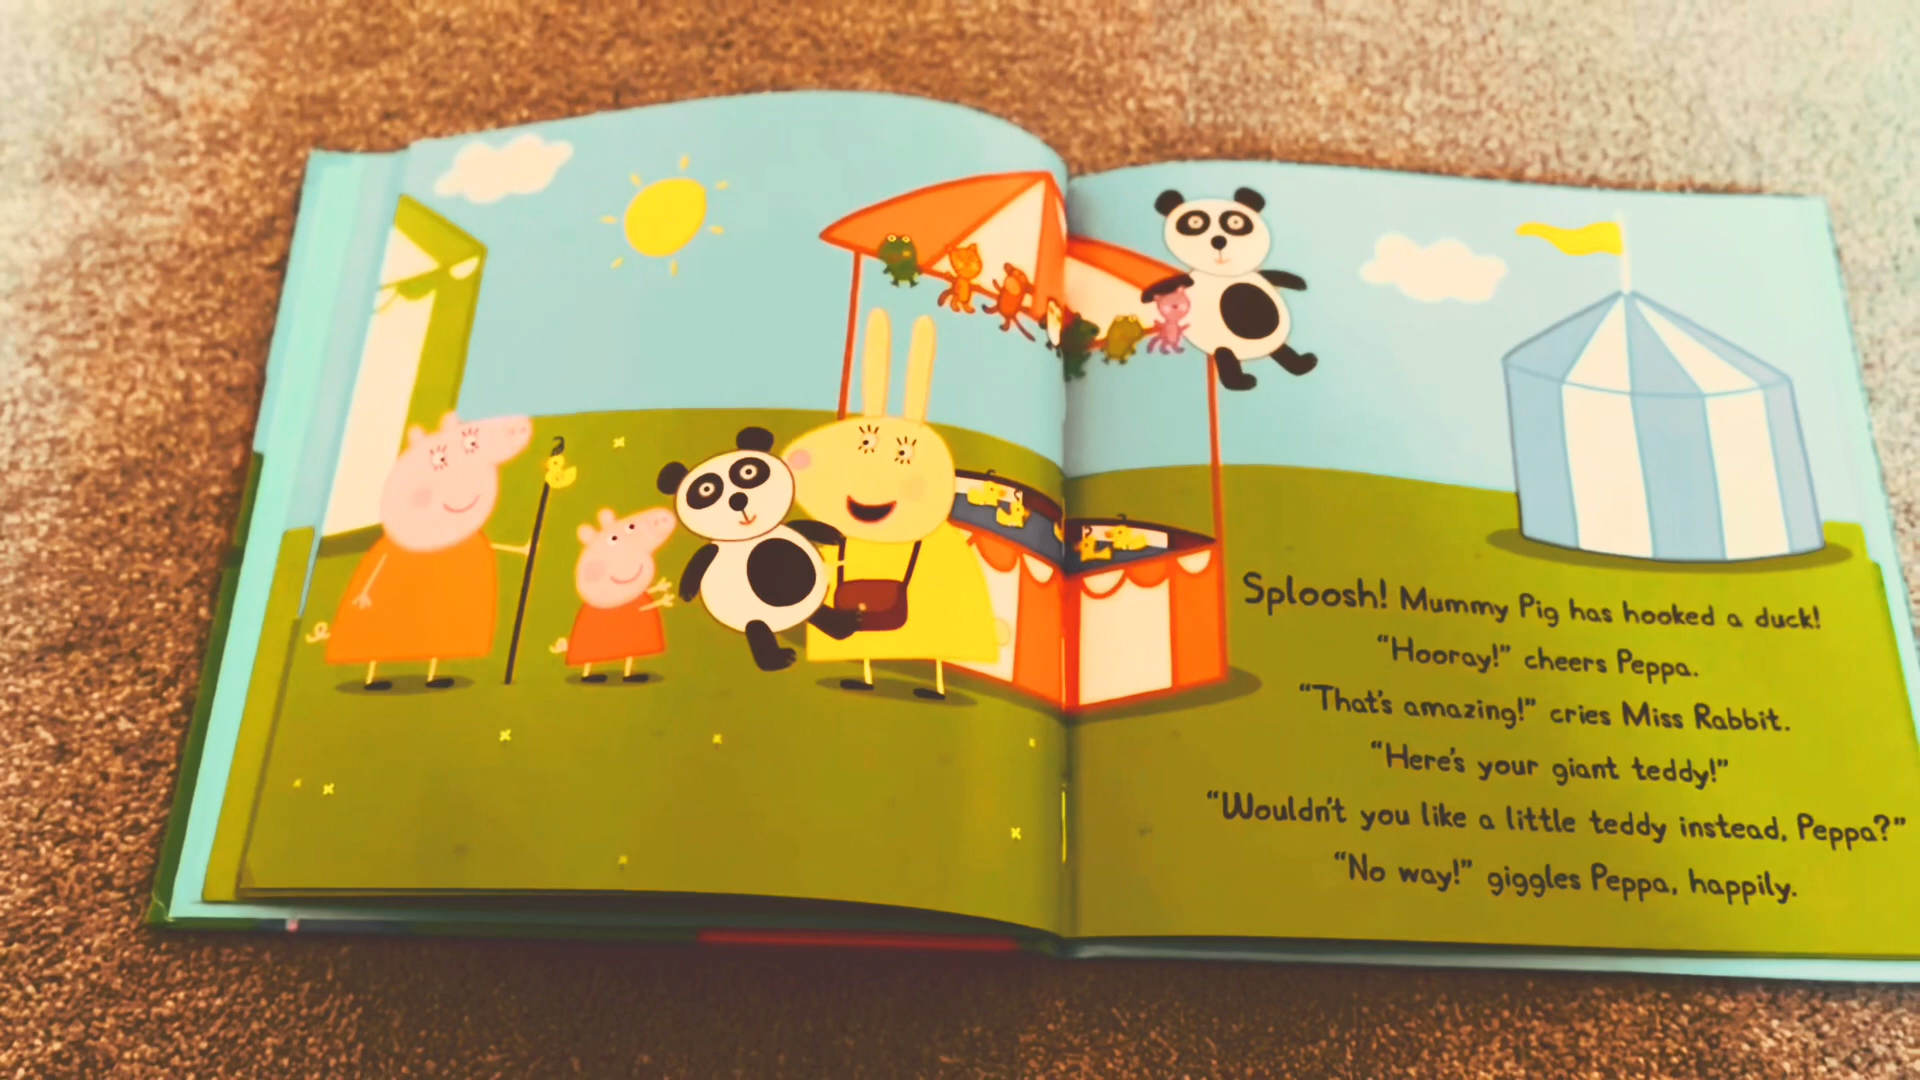 Sploosh! Mummy Pig has hooked a duck!
“Hooray!” cheers Peppa.
“That's amazing!” cries Miss Rabbit.
“Here's your giant teddy!”
“Wouldn't you like a little teddy instead, Peppa?”
“No way!” giggles Peppa, happily.